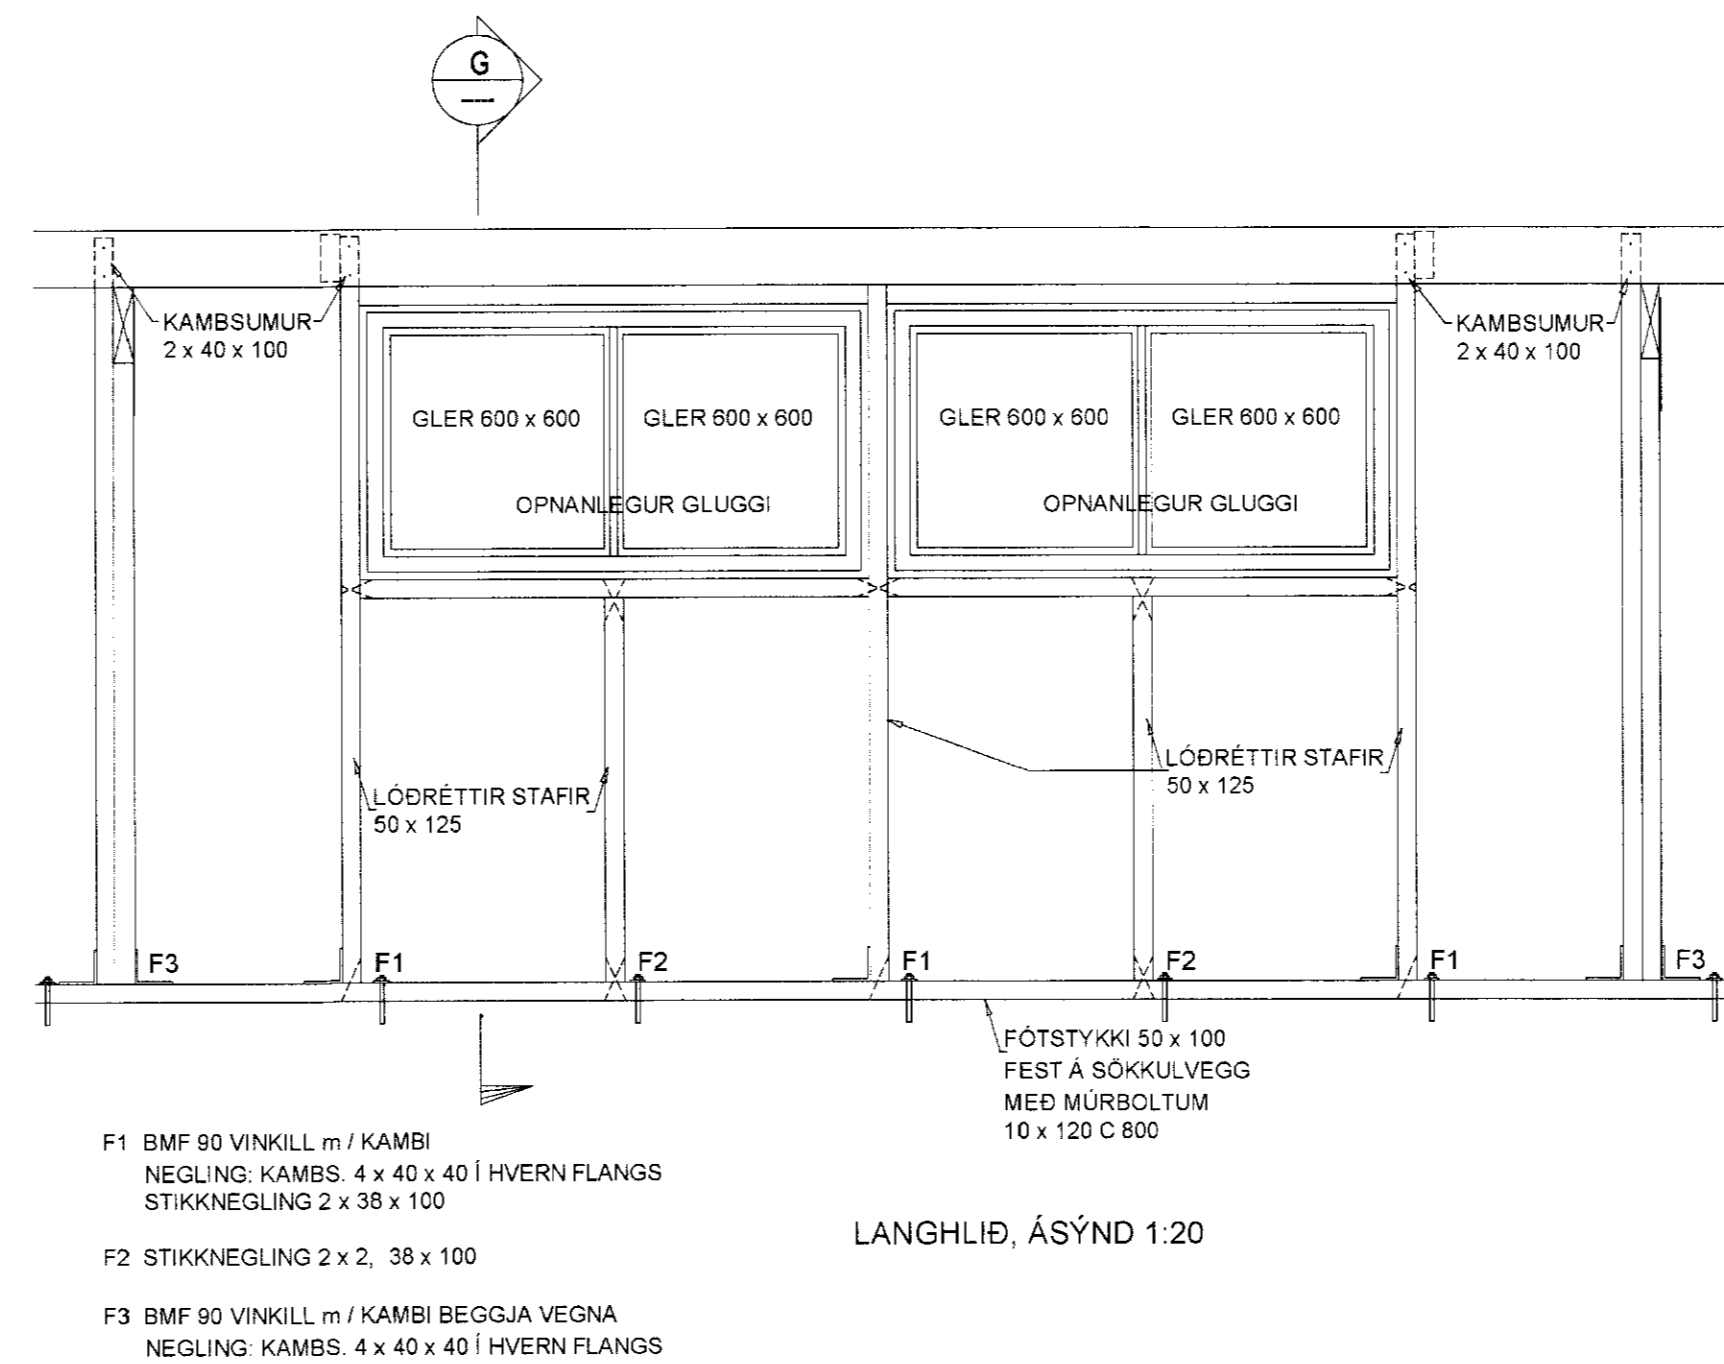 G
KAMBSUMUR
2 x 40 x 100
KAMBSUMUR
2 x 40 x 100
GLER 600 x 600
GLER 600 x 600
GLER 600 x 600
GLER 600 x 600
OPNANLEGUR GLUGGI
OPNANLEGUR GLUGGI
LÓÐRÉTTIR STAFIR
50 x 125
LÓÐRÉTTIR STAFIR
50 x 125
F3
F1
F2
F1
F2
F1
F3
FÓTSTYKKI 50 x 100
FEST Á SÖKKULVEGG
MEÐ MÚRBOLTUM
10 x 120 C 800
F1 BMF 90 VINKILL m / KAMBI
NEGLING: KAMBS. 4 x 40 x 40 Í HVERN FLANGS
STIKKNEGLING 2 x 38 x 100
F2 STIKKNEGLING 2 x 2, 38 x 100
F3 BMF 90 VINKILL m / KAMBI BEGGJA VEGNA
NEGLING: KAMBS. 4 x 40 x 40 Í HVERN FLANGS
LANGHLIÐ, ÁSÝND 1:20